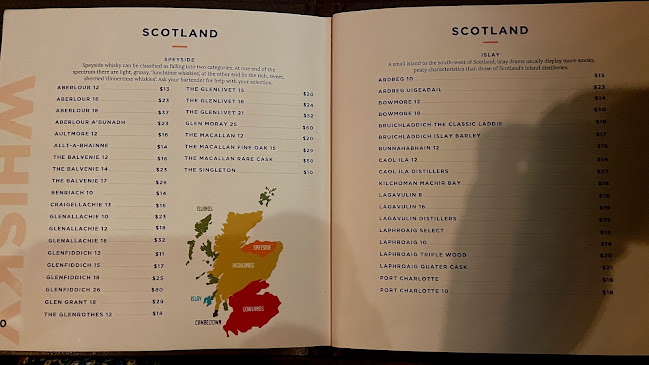 SCOTLAND
SPEYSIDE
Speyside whisky can be classified as falling into two categories. At one end of the
spectrum there are light, grassy, 'lunchtime whiskies', at the other end lie the rich, sweet,
sherried 'dinnertime whiskies'. Ask your bartender for help with your selection.
ABERLOUR 12 $13
ABERLOUR 16 $23
ABERLOUR 18 $37
ABERLOUR A'BUNADH $23
AULTMORE 12 $16
ALLT-A-BHAINNE $14
THE BALVENIE 12 $16
THE BALVENIE 14 $23
THE BALVENIE 17 $28
BENRIACH 10 $14
CRAIGELLACHIE 13 $16
GLENALLACHIE 10 $23
GLENALLACHIE 12 $18
GLENALLACHIE 18 $32
GLENFIDDICH 12 $11
GLENFIDDICH 15 $17
GLENFIDDICH 18 $25
GLENFIDDICH 26 $80
GLEN GRANT 18 $29
THE GLENROTHES 12 $18
THE GLENLIVET 15 $20
THE GLENLIVET 18 $24
THE GLENLIVET 21 $52
GLEN MORAY 25 $60
THE MACALLAN 12 $20
THE MACALLAN FINE OAK 15 $29
THE MACALLAN RARE CASK $59
THE SINGLETON $10
ISLANDS
SPEYSIDE
HIGHLANDS
ISLAY
LOWLANDS
CAMBELTOWN
WHISKY
SCOTLAND
ISLAY
A small island to the south-west of Scotland, Islay drams usually display more smoky,
peaty characteristics than those of Scotland's inland distilleries.
ARDBEG 10 $15
ARDBEG UIGEADAIL $23
BOWMORE 12 $14
BOWMORE 18
BRUICHLADDICH THE CLASSIC LADDIE
BRUICHLADDICH ISLAY BARLEY
BUNNAHABHAIN 12
CAOL ILA 12
CAOL ILA DISTILLERS
KILCHOMAN MACHIR BAY
LAGAVULIN 8
LAGAVULIN 16
LAGAVULIN DISTILLERS
LAPHROAIG SELECT
LAPHROAIG 10
LAPHROAIG TRIPLE WOOD $20
LAPHROAIG QUATER CASK $21
PORT CHARLOTTE
PORT CHARLOTTE 10